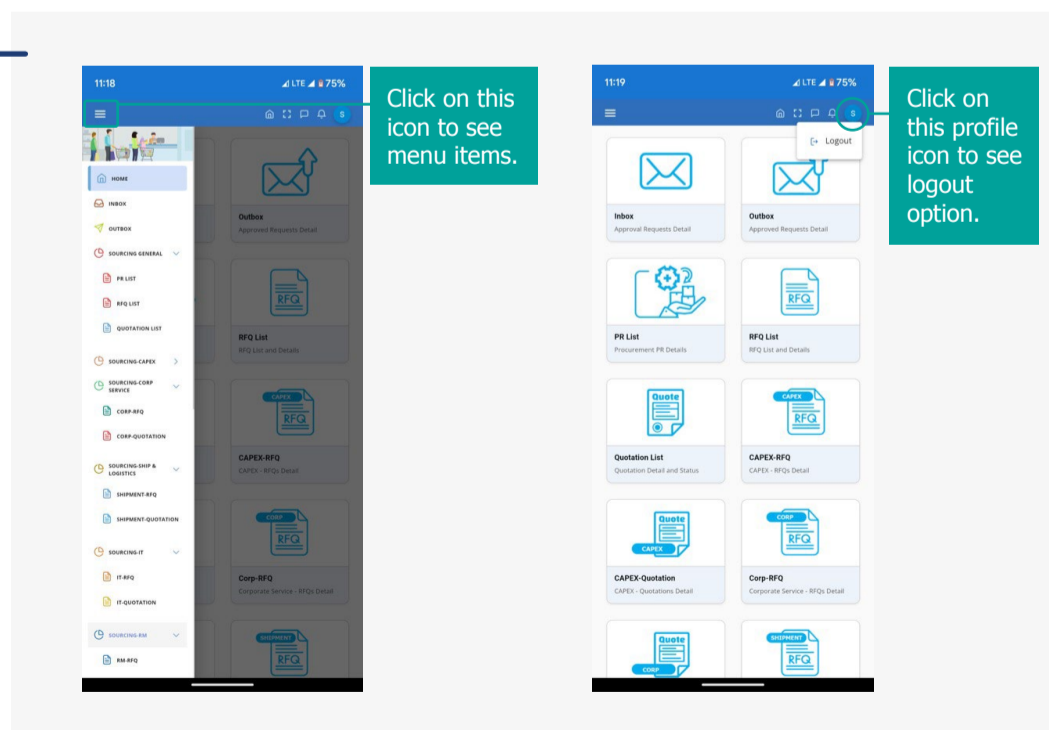 11:18
LTE 75%
S
HOME
INBOX
OUTBOX
SOURCING GENERAL
PR LIST
RFQ LIST
QUOTATION LIST
SOURCING-CAPEX
SOURCING-CORP
SERVICE
CORP-RFQ
CORP-QUOTATION
SOURCING-SHIP &
LOGISTICS
SHIPMENT-RFQ
SHIPMENT-QUOTATION
SOURCING-IT
IT-RFQ
IT-QUOTATION
SOURCING-RM
RM-RFQ
Outbox
Approved Requests Detail
RFQ
RFQ List
RFQ List and Details
CAPEX
RFQ
CAPEX-RFQ
CAPEX - RFQs Detail
CORP
RFQ
Corp-RFQ
Corporate Service - RFQs Detail
SHIPMENT
RFQ
Click on this
icon to see
menu items.
11:19
LTE 75%
S
Logout
Inbox
Approval Requests Detail
Outbox
Approved Requests Detail
PR List
Procurement PR Details
RFQ
RFQ List
RFQ List and Details
Quote
Quotation List
Quotation Detail and Status
CAPEX
RFQ
CAPEX-RFQ
CAPEX - RFQs Detail
Quote
CAPEX
CAPEX-Quotation
CAPEX - Quotations Detail
CORP
RFQ
Corp-RFQ
Corporate Service - RFQs Detail
Quote
CORP
SHIPMENT
RFQ
Click on
this profile
icon to see
logout
option.